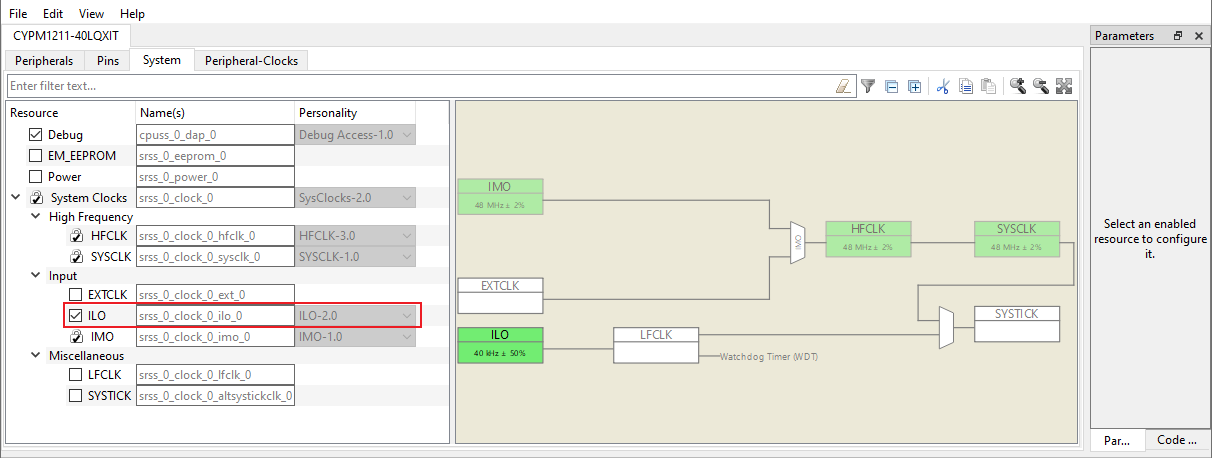 File Edit View Help
CYPM1211-40LQXIT
Peripherals Pins System Peripheral-Clocks
Enter filter text...
Resource Name(s) Personality
Debug cpuss_0_dap_0 Debug Access-1.0
EM_EEPROM srss_0_eeprom_0
Power srss_0_power_0
System Clocks srss_0_clock_0 SysClocks-2.0
High Frequency
HFCLK srss_0_clock_0_hfclk_0 HFCLK-3.0
SYSCLK srss_0_clock_0_sysclk_0 SYSCLK-1.0
Input
EXTCLK srss_0_clock_0_ext_0
ILO srss_0_clock_0_ilo_0 ILO-2.0
IMO srss_0_clock_0_imo_0 IMO-1.0
Miscellaneous
LFCLK srss_0_clock_0_lfclk_0
SYSTICK srss_0_clock_0_altsystickclk_0
IMO
48 MHz ± 2%
EXTCLK
ILO
40 kHz ± 50%
LFCLK
Watchdog Timer (WDT)
IMO
HFCLK
48 MHz ± 2%
SYSCLK
48 MHz ± 2%
SYSTICK
Parameters
Select an enabled
resource to configure
it.
Par... Code ...